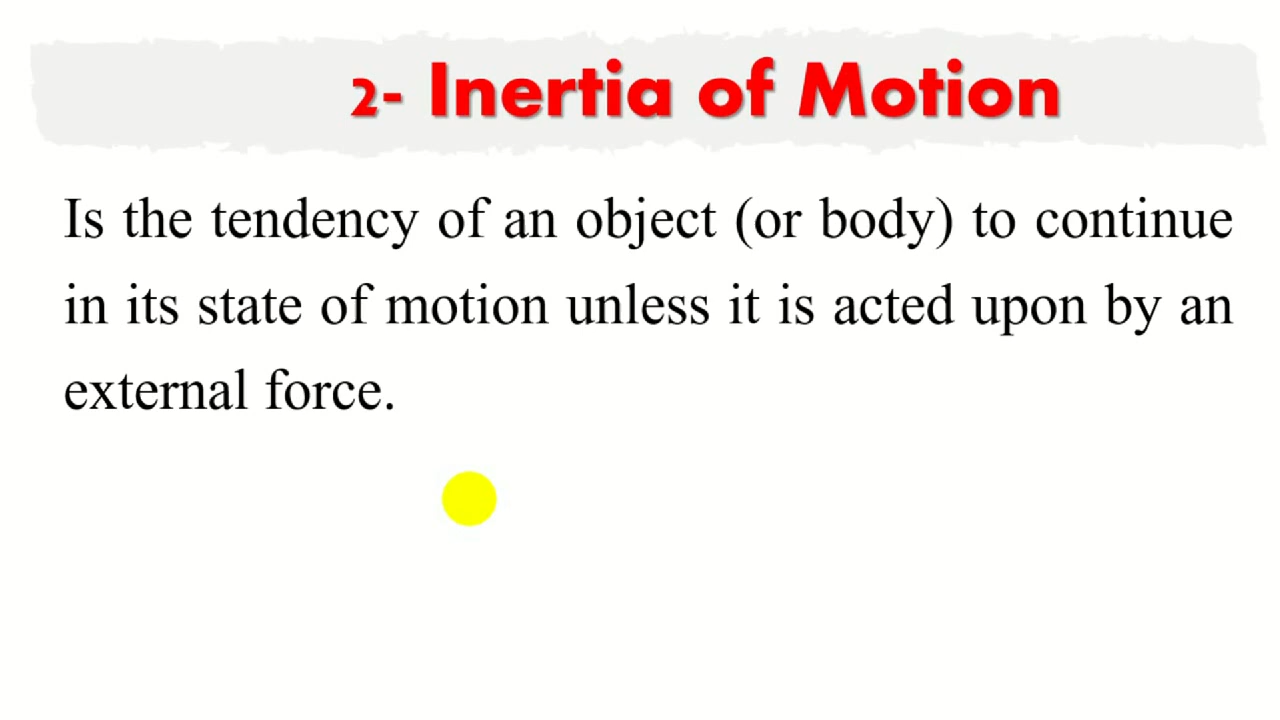 2- Inertia of Motion
Is the tendency of an object (or body) to continue
in its state of motion unless it is acted upon by an
external force.